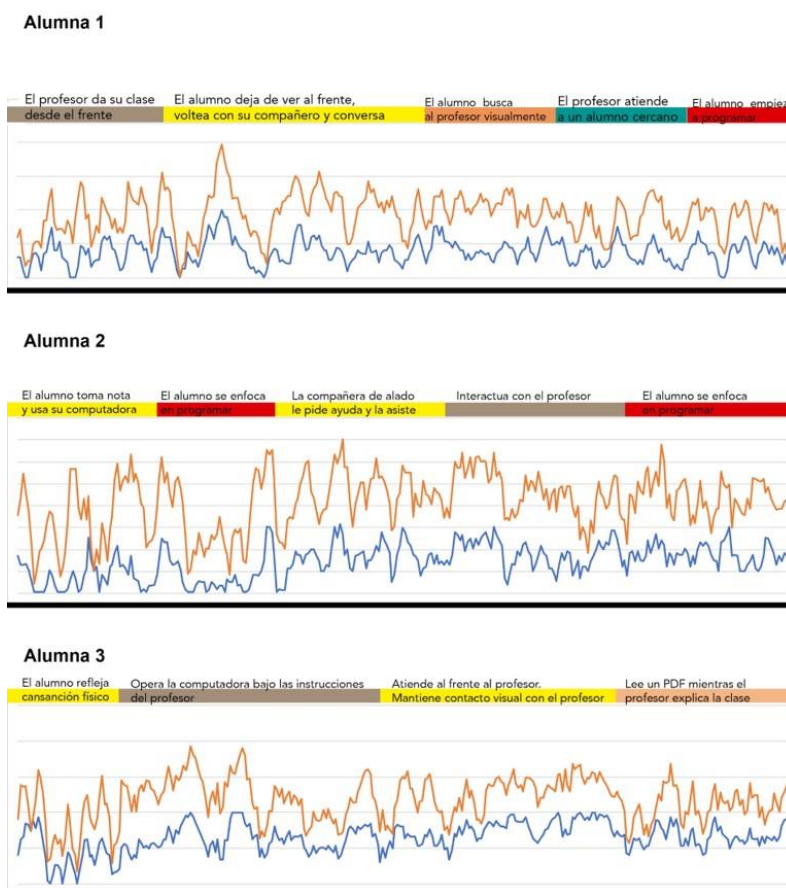 Alumna 1
El profesor da su clase
desde el frente
El alumno deja de ver al frente,
voltea con su compañero y conversa
El alumno busca
al profesor visualmente
El profesor atiende
a un alumno cercano
El alumno empiez
a programar
Alumna 2
El alumno toma nota
y usa su computadora
El alumno se enfoca
en programar
La compañera de alado
le pide ayuda y la asiste
Interactua con el profesor
El alumno se enfoca
en programar
Alumna 3
El alumno refleja
cansanción físico
Opera la computadora bajo las instrucciones
del profesor
Atiende al frente al profesor.
Mantiene contacto visual con el profesor
Lee un PDF mientras el
profesor explica la clase